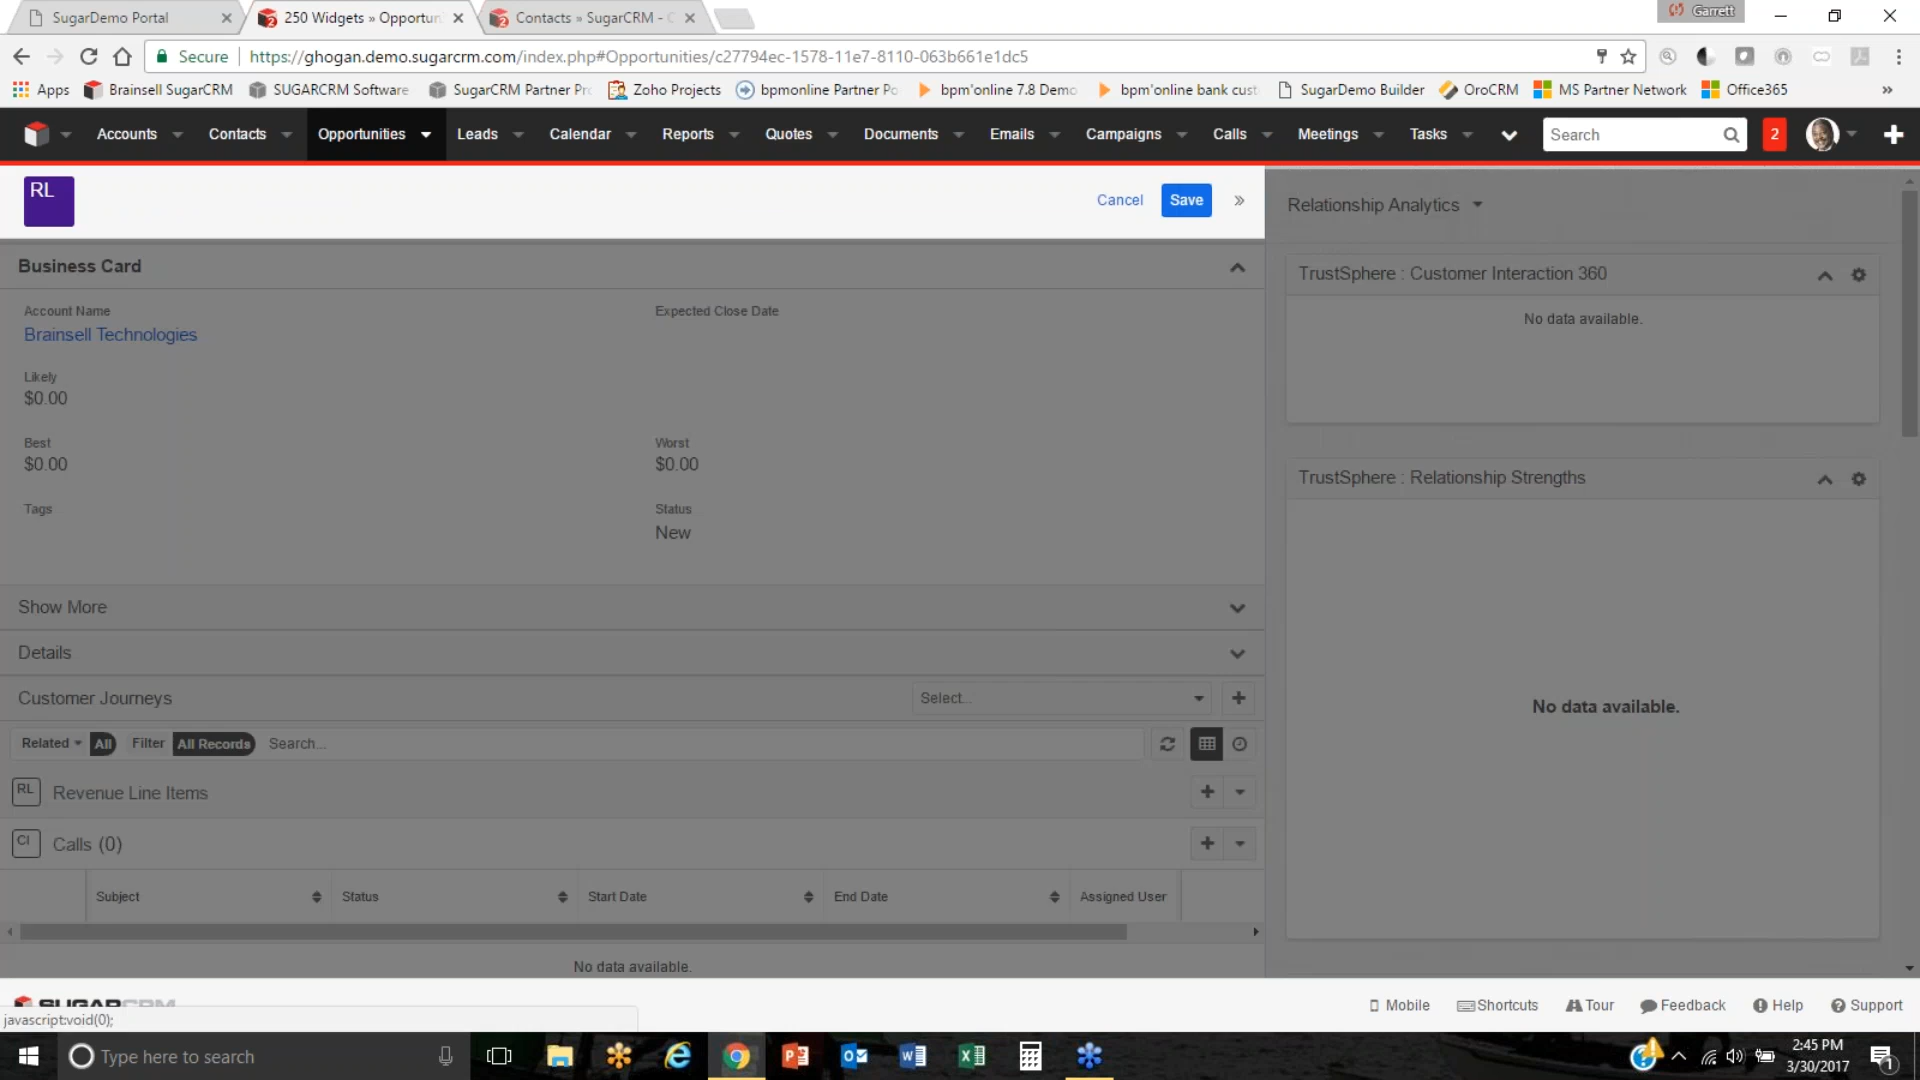 SugarDemo Portal
250 Widgets » Opportun
Contacts » SugarCRM - C
Garrett
Secure
https://ghogan.demo.sugarcrm.com/index.php#Opportunities/c27794ec-1578-11e7-8110-063b661e1dc5
Apps
Brainsell SugarCRM
SUGARCRM Software
SugarCRM Partner Pr
Zoho Projects
bpmonline Partner Po
bpm'online 7.8 Demo
bpm'online bank cust
SugarDemo Builder
OroCRM
MS Partner Network
Office365
»
Accounts
Contacts
Opportunities
Leads
Calendar
Reports
Quotes
Documents
Emails
Campaigns
Calls
Meetings
Tasks
Search
2
RL
Cancel
Save
»
Relationship Analytics
Business Card
TrustSphere : Customer Interaction 360
Account Name
Expected Close Date
No data available.
Brainsell Technologies
Likely
$0.00
Best
Worst
$0.00
$0.00
TrustSphere : Relationship Strengths
Tags
Status
New
Show More
Details
Customer Journeys
Select...
No data available.
Related
All
Filter
All Records
Search...
RL
Revenue Line Items
Cl
Calls (0)
Subject
Status
Start Date
End Date
Assigned User
No data available.
SUGARCRM
javascript:void(0);
Mobile
Shortcuts
Tour
Feedback
Help
Support
Type here to search
2:45 PM
3/30/2017
1